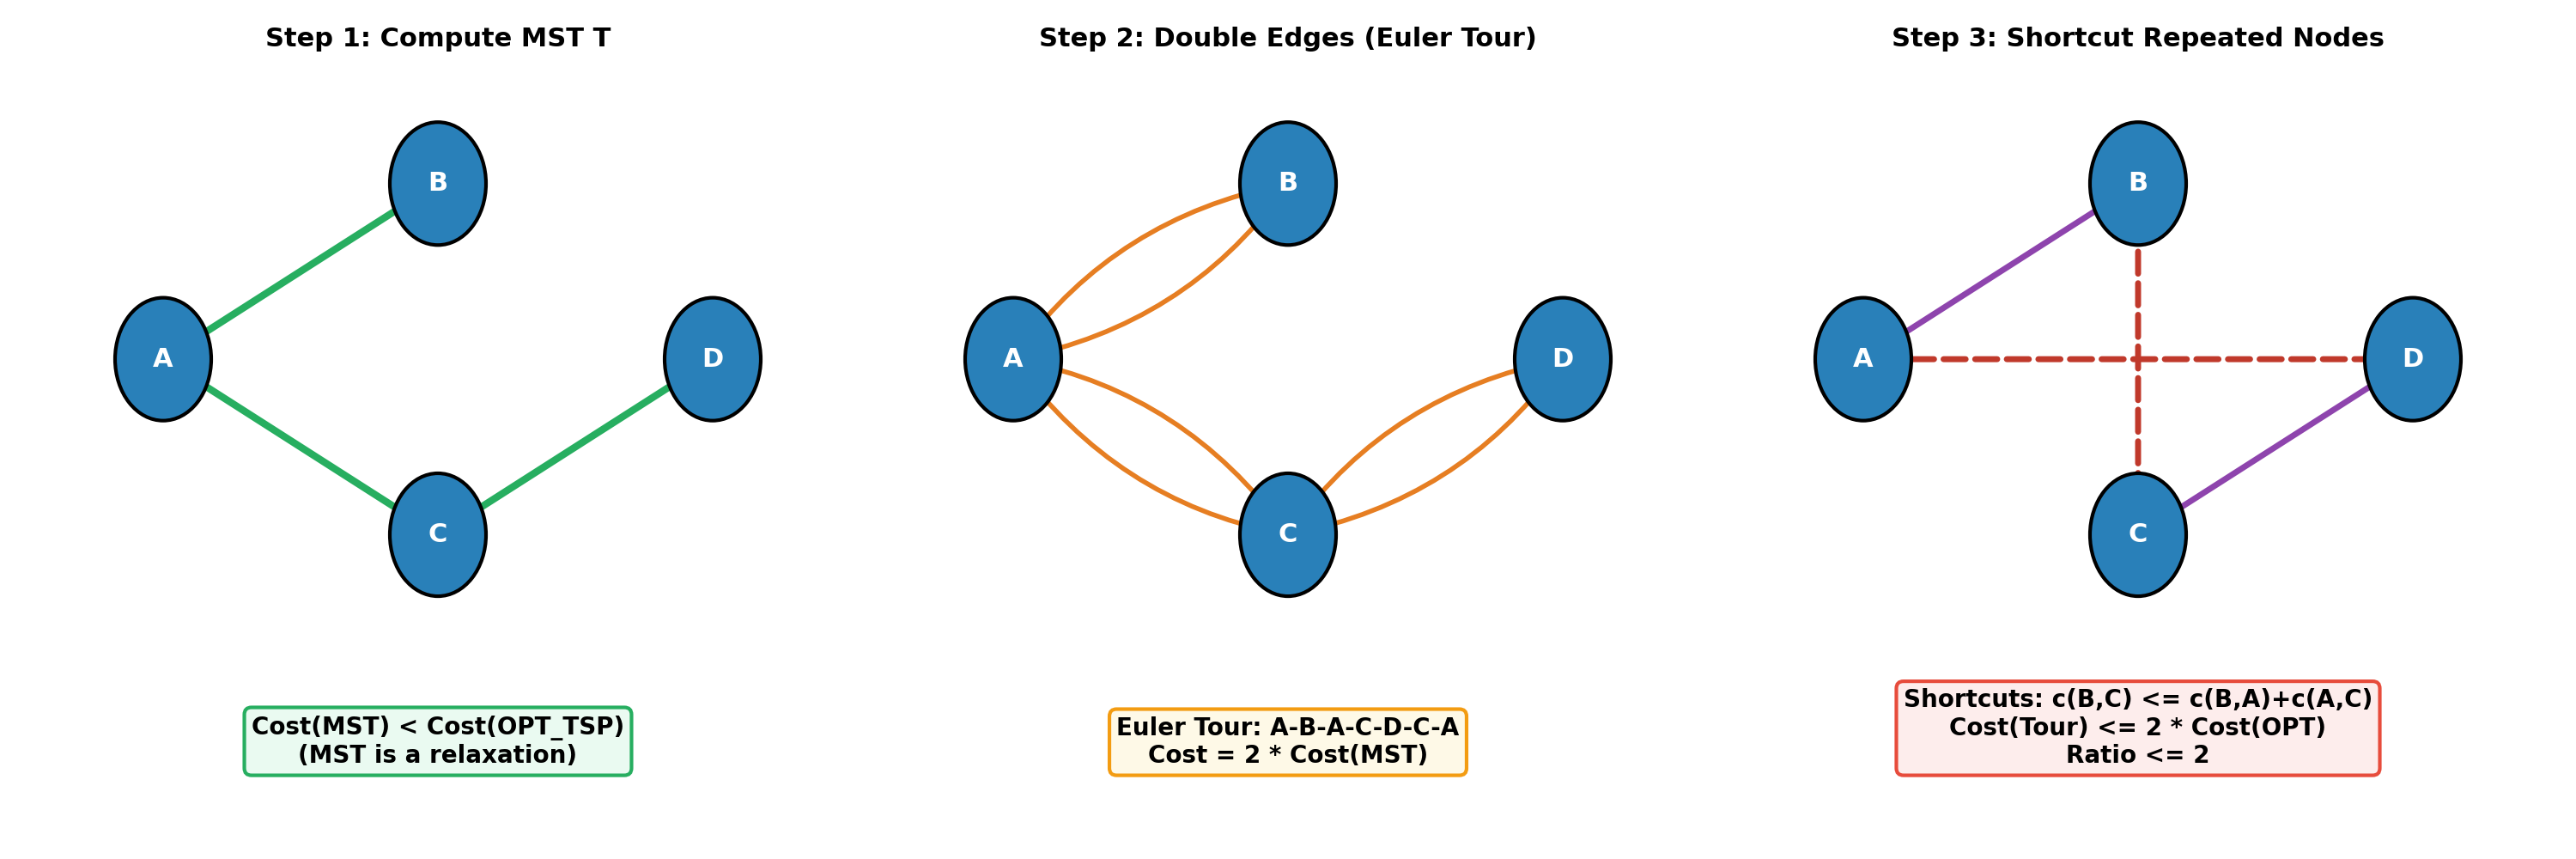 Step 1: Compute MST T
B
A
D
C
Cost(MST) < Cost(OPT_TSP)
(MST is a relaxation)
Step 2: Double Edges (Euler Tour)
B
A
D
C
Euler Tour: A-B-A-C-D-C-A
Cost = 2 * Cost(MST)
Step 3: Shortcut Repeated Nodes
B
A
D
C
Shortcuts: c(B,C) <= c(B,A)+c(A,C)
Cost(Tour) <= 2 * Cost(OPT)
Ratio <= 2